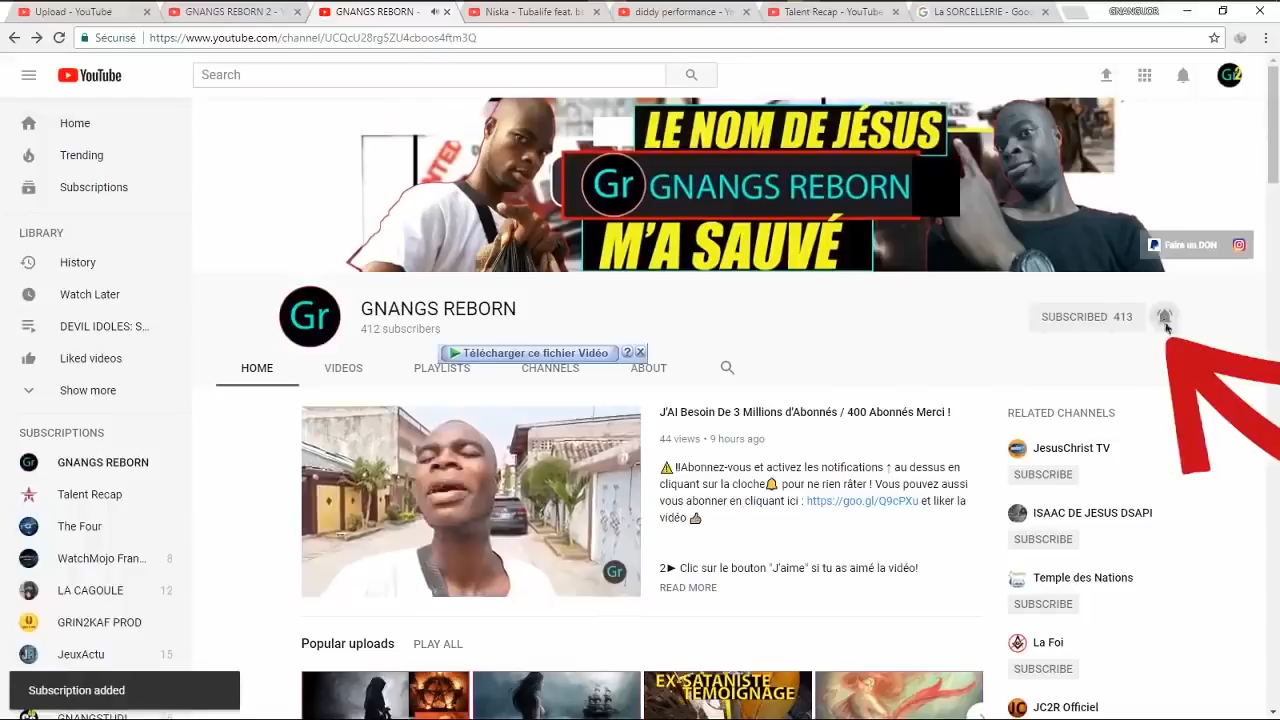 Upload - YouTube
GNANGS REBORN 2 -
GNANGS REBORN -
Niska - Tubalife feat. b
diddy performance - Y
Talent Recap - YouTube
La SORCELLERIE - Goo
Sécurisé
https://www.youtube.com/channel/UCQcU28rg5ZU4cboos4ftm3Q
YouTube
Search
Gr2
Home
Trending
Subscriptions
LIBRARY
History
Watch Later
DEVIL IDOLES: S...
Liked videos
Show more
SUBSCRIPTIONS
GNANGS REBORN
Talent Recap
The Four
WatchMojo Fran... 8
LA CAGOULE 12
GRIN2KAF PROD
JeuxActu 15
Subscription added
LE NOM DE JÉSUS
Gr GNANGS REBORN
M'A SAUVÉ
Faire un DON
Gr
GNANGS REBORN
412 subscribers
SUBSCRIBED 413
Télécharger ce fichier Vidéo ? X
HOME VIDEOS PLAYLISTS CHANNELS ABOUT
Gr
J'AI Besoin De 3 Millions d'Abonnés / 400 Abonnés Merci !
44 views • 9 hours ago
⚠️!!Abonnez-vous et activez les notifications ↑ au dessus en
cliquant sur la cloche🔔 pour ne rien râter ! Vous pouvez aussi
vous abonner en cliquant ici : https://goo.gl/Q9cPXu et liker la
vidéo 👍
2► Clic sur le bouton "J'aime" si tu as aimé la vidéo!
READ MORE
Popular uploads PLAY ALL
EX-SATANISTE
TÉMOIGNAGE
RELATED CHANNELS
JesusChrist TV
SUBSCRIBE
ISAAC DE JESUS DSAPI
SUBSCRIBE
Temple des Nations
SUBSCRIBE
La Foi
SUBSCRIBE
JC2R Officiel